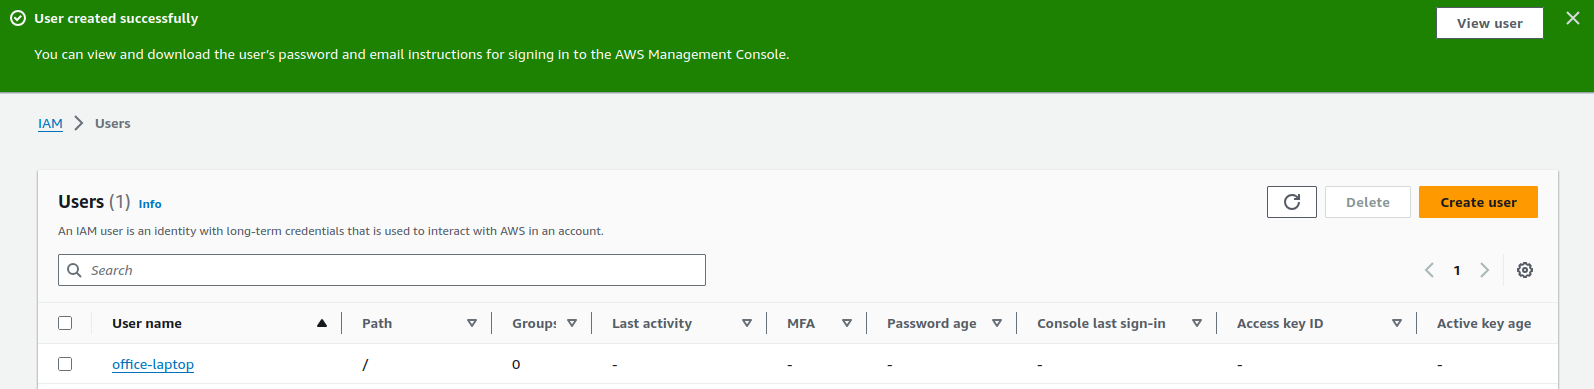 User created successfully
View user
You can view and download the user's password and email instructions for signing in to the AWS Management Console.
IAM > Users
Users (1) Info
Delete
Create user
An IAM user is an identity with long-term credentials that is used to interact with AWS in an account.
Search
1
User name Path Groups Last activity MFA Password age Console last sign-in Access key ID Active key age
office-laptop / 0 - - - - - -